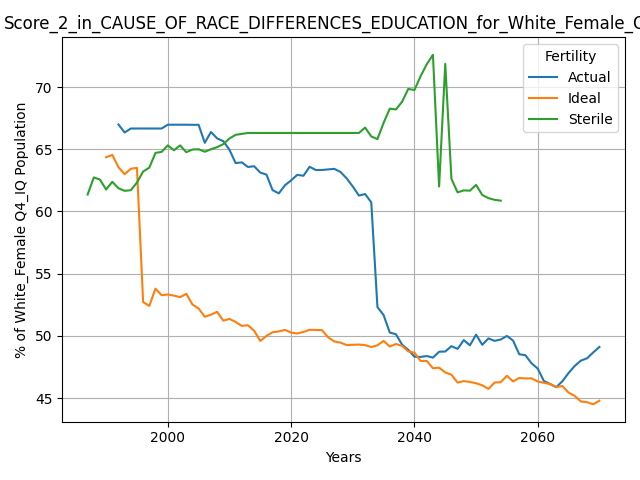 Score_2_in_CAUSE_OF_RACE_DIFFERENCES_EDUCATION_for_White_Female_
Fertility
Actual
Ideal
Sterile
% of White_Female Q4_IQ Population
70
65
60
55
50
45
2000
2020
2040
2060
Years